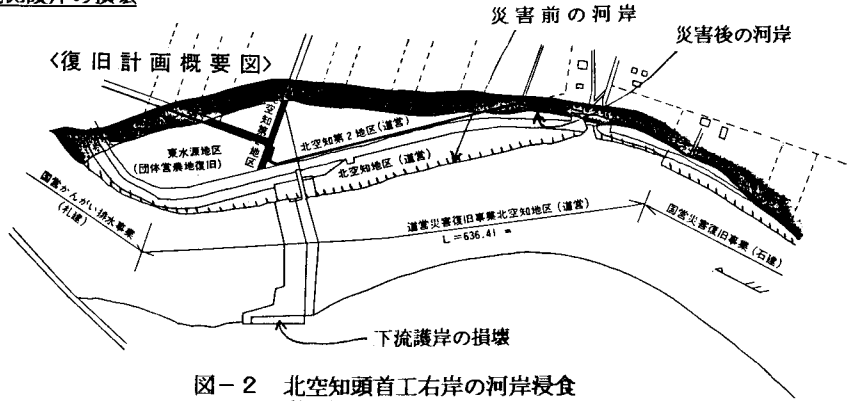 災害前の河岸
災害後の河岸
〈復旧計画概要図〉
北空知第2地区(道営)
東水源地区
(団体営農地復旧)
北空知地区(道営)
国営かんがい排水事業
(札建)
道営災害復旧事業北空知地区(道営)
L=636.41 m
国営災害復旧事業(石建)
下流護岸の損壊
図-2 北空知頭首工右岸の河岸浸食